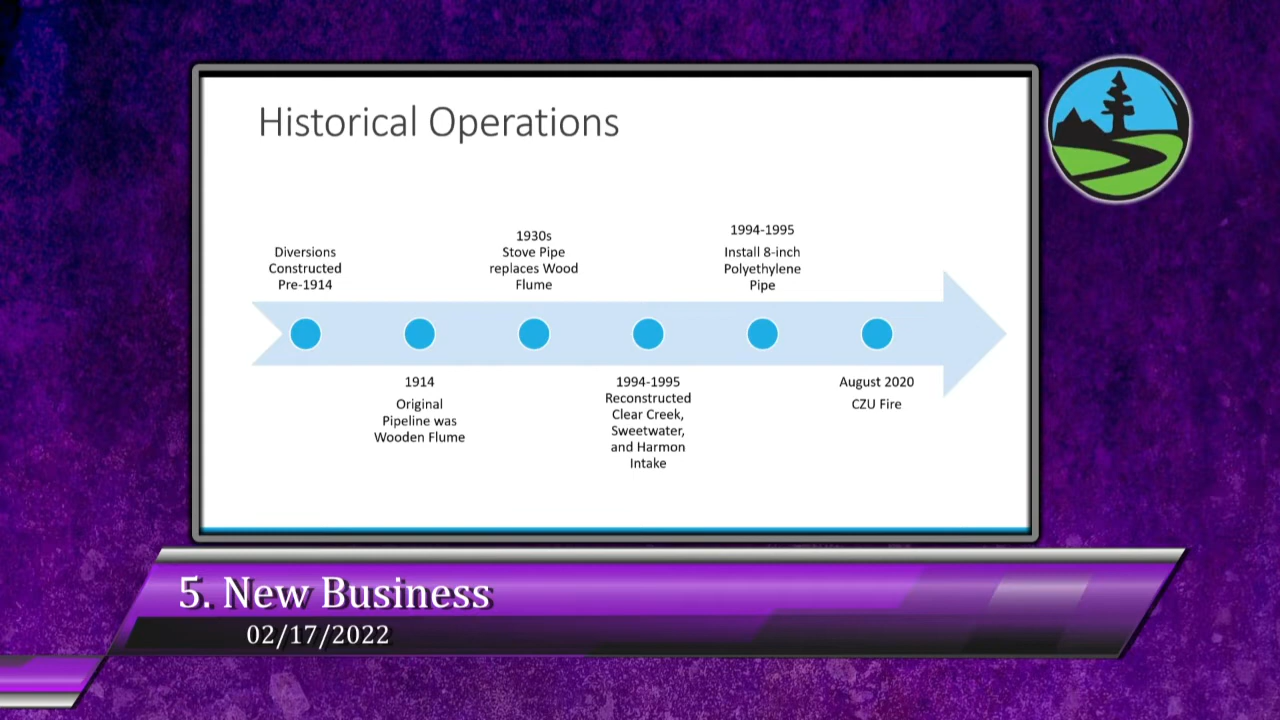 Historical Operations
Diversions
Constructed
Pre-1914
1914
Original
Pipeline was
Wooden Flume
1930s
Stove Pipe
replaces Wood
Flume
1994-1995
Reconstructed
Clear Creek,
Sweetwater,
and Harmon
Intake
1994-1995
Install 8-inch
Polyethylene
Pipe
August 2020
CZU Fire
5. New Business
02/17/2022